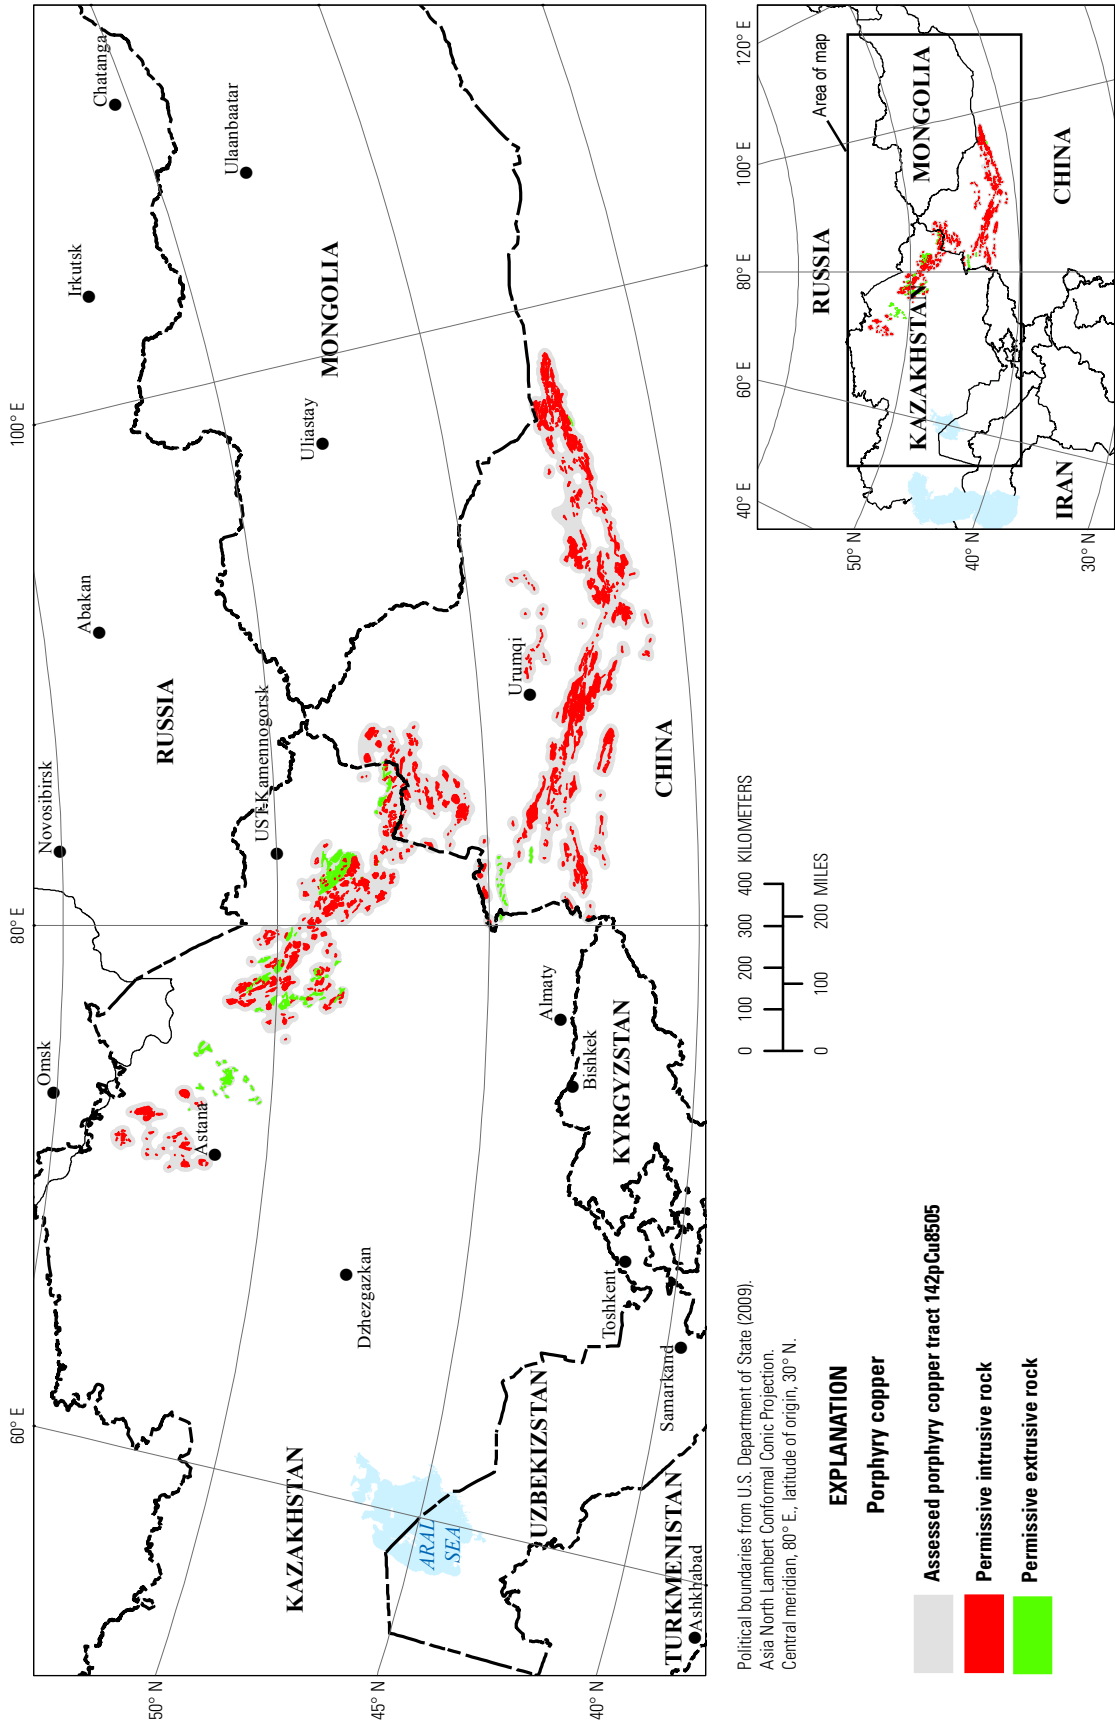 60° E
80° E
100° E
50° N
45° N
40° N
Omsk
Novosibirsk
Abakan
Irkutsk
Chatanga
RUSSIA
Astana
UST-Kamennogorsk
Uliastay
Ulaanbaatar
MONGOLIA
KAZAKHSTAN
Dzhezgazkan
ARAL
SEA
Urumqi
Almaty
Bishkek
UZBEKIZSTAN
Toshkent
KYRGYZSTAN
CHINA
Samarkand
TURKMENISTAN
Ashkhabad
Political boundaries from U.S. Department of State (2009).
Asia North Lambert Conformal Conic Projection.
Central meridian, 80° E., latitude of origin, 30° N.
0 100 200 300 400 KILOMETERS
0 100 200 MILES
EXPLANATION
Porphyry copper
Assessed porphyry copper tract 142pCu8505
Permissive intrusive rock
Permissive extrusive rock
40° E
60° E
80° E
100° E
120° E
50° N
40° N
30° N
Area of map
RUSSIA
KAZAKHSTAN
MONGOLIA
CHINA
IRAN